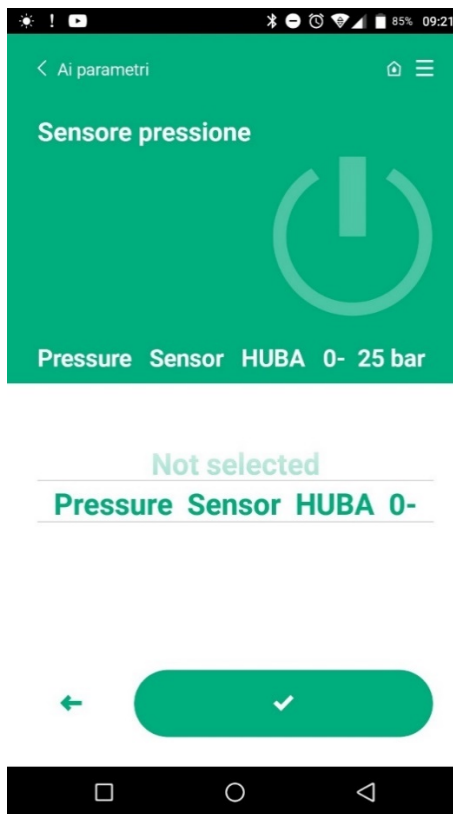 85% 09:21
Ai parametri
Sensore pressione
Pressure Sensor HUBA 0- 25 bar
Not selected
Pressure Sensor HUBA 0-